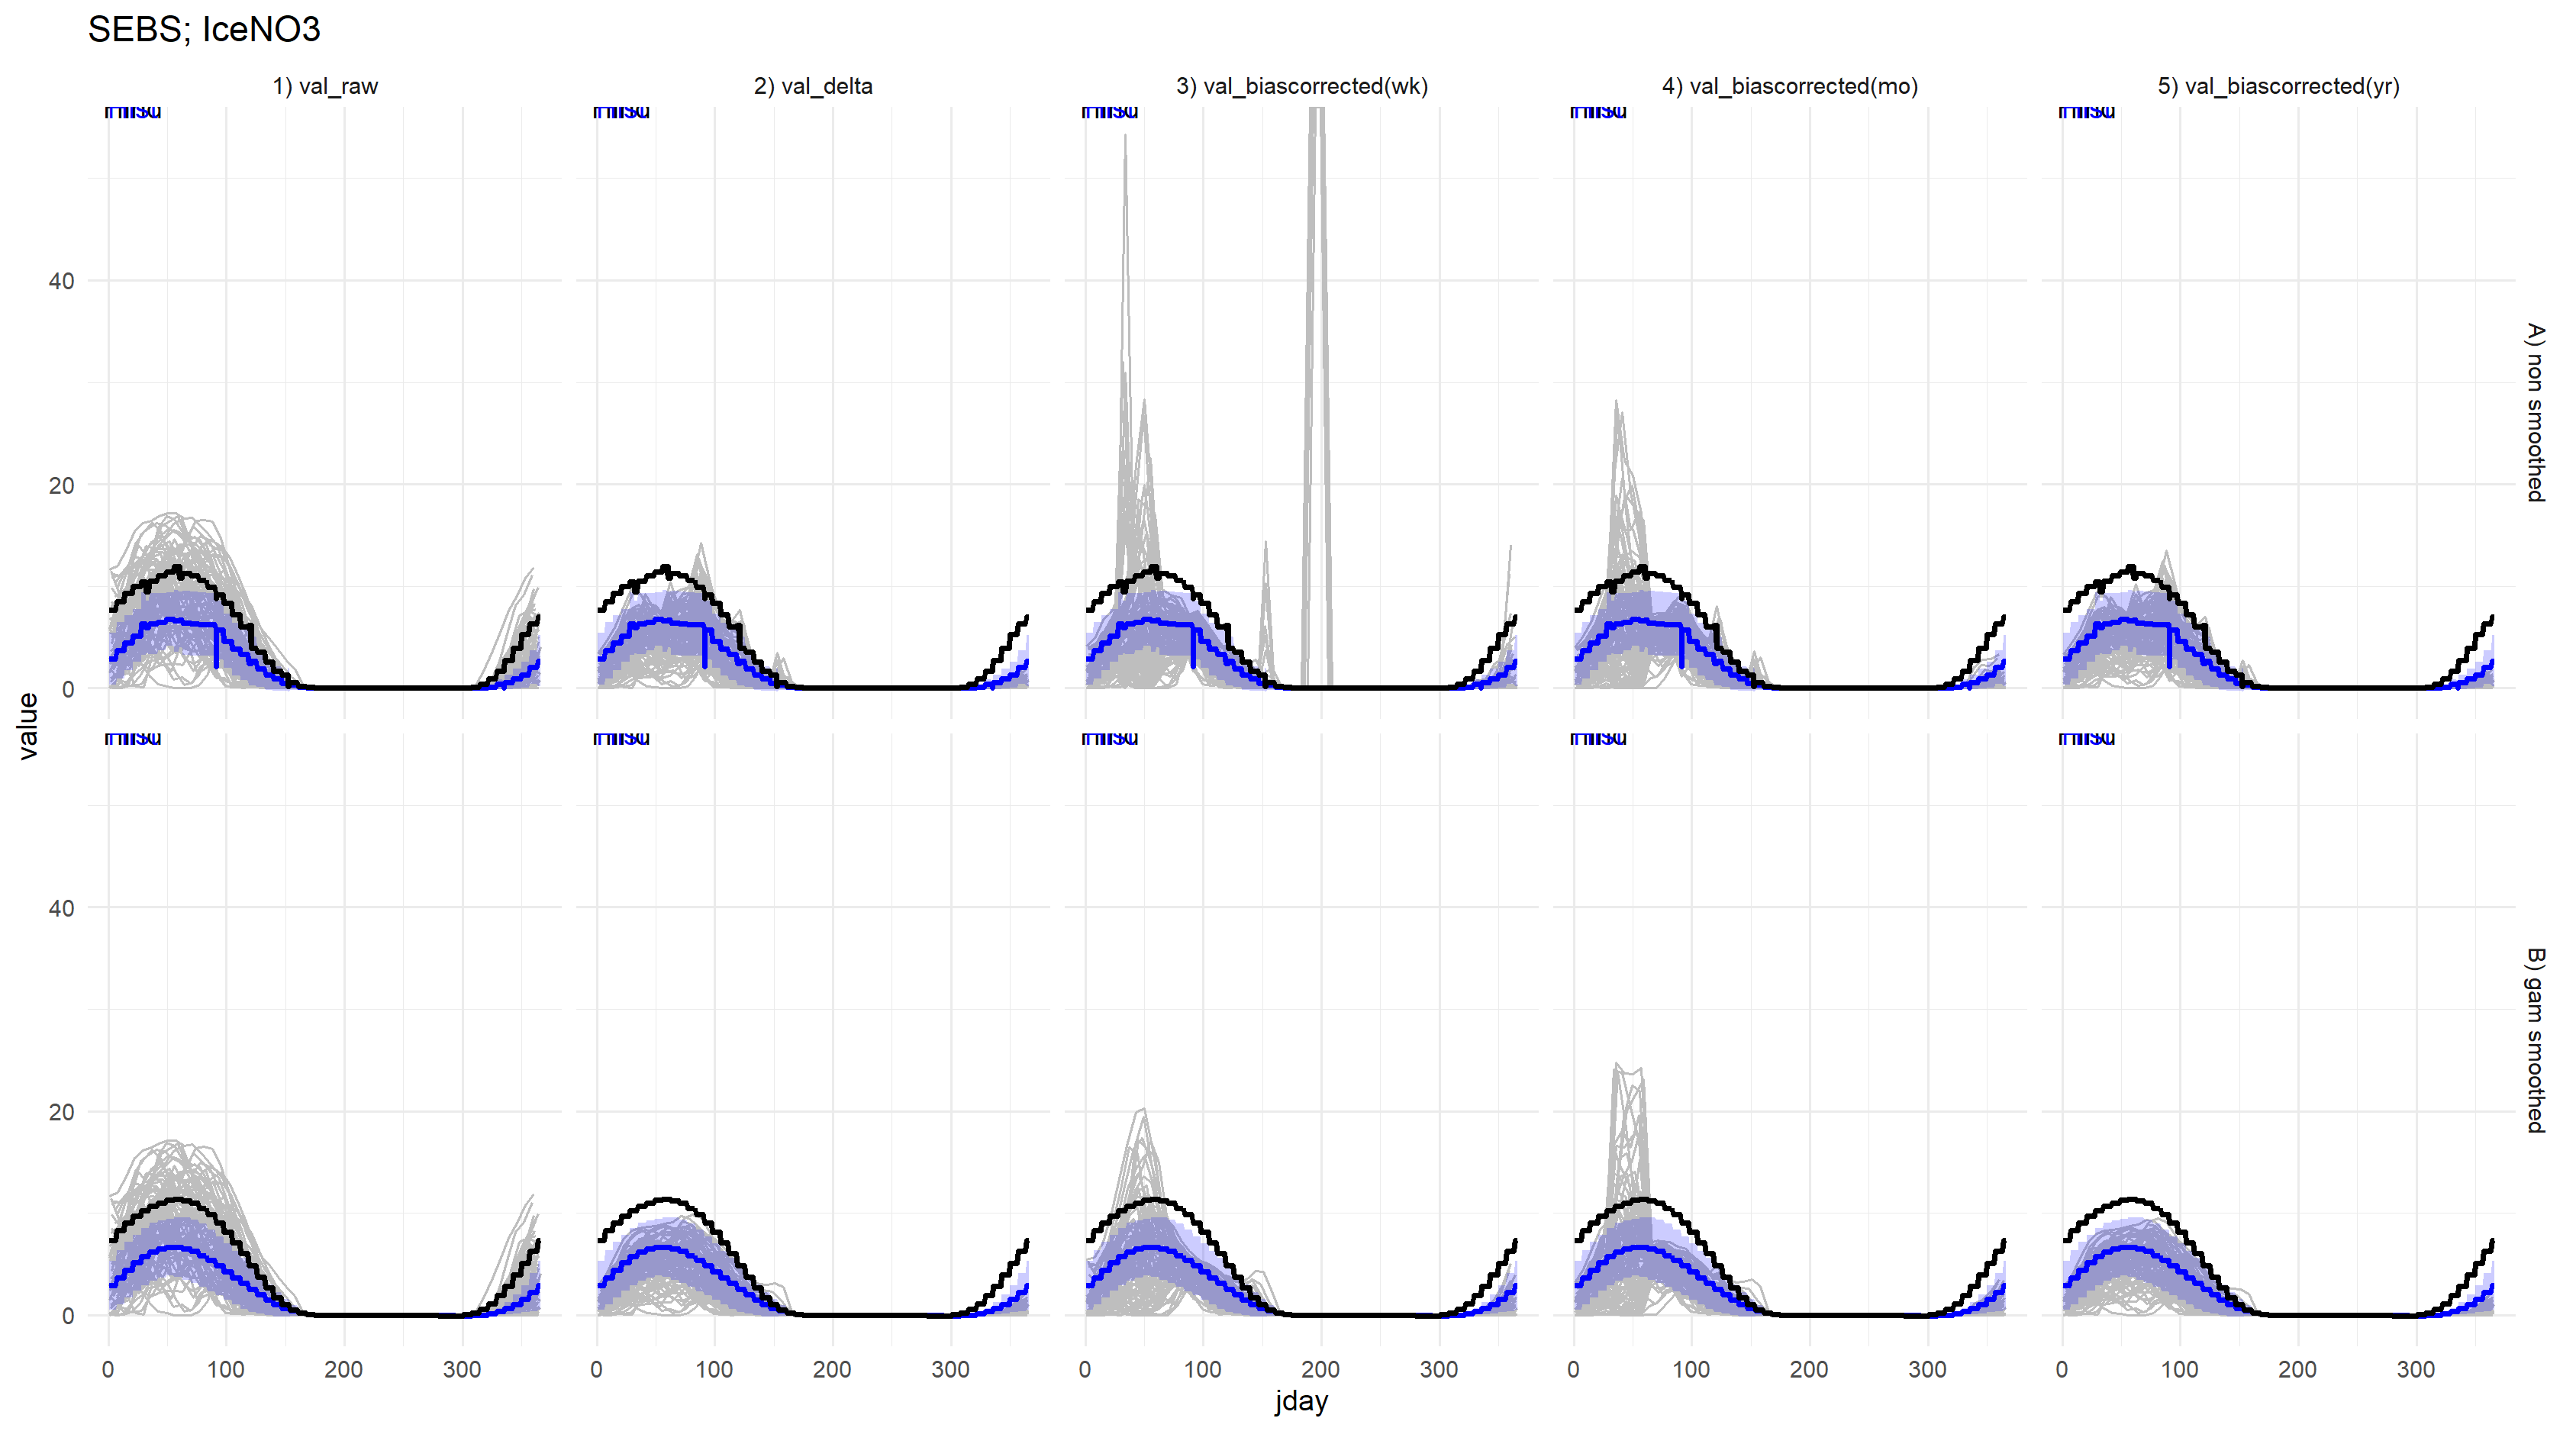 SEBS; IceNO3
1) val_raw
2) val_delta
3) val_biascorrected(wk)
4) val_biascorrected(mo)
5) val_biascorrected(yr)
40
20
0
A) non smoothed
value
40
20
0
B) gam smoothed
0 100 200 300
0 100 200 300
0 100 200 300
0 100 200 300
0 100 200 300
jday